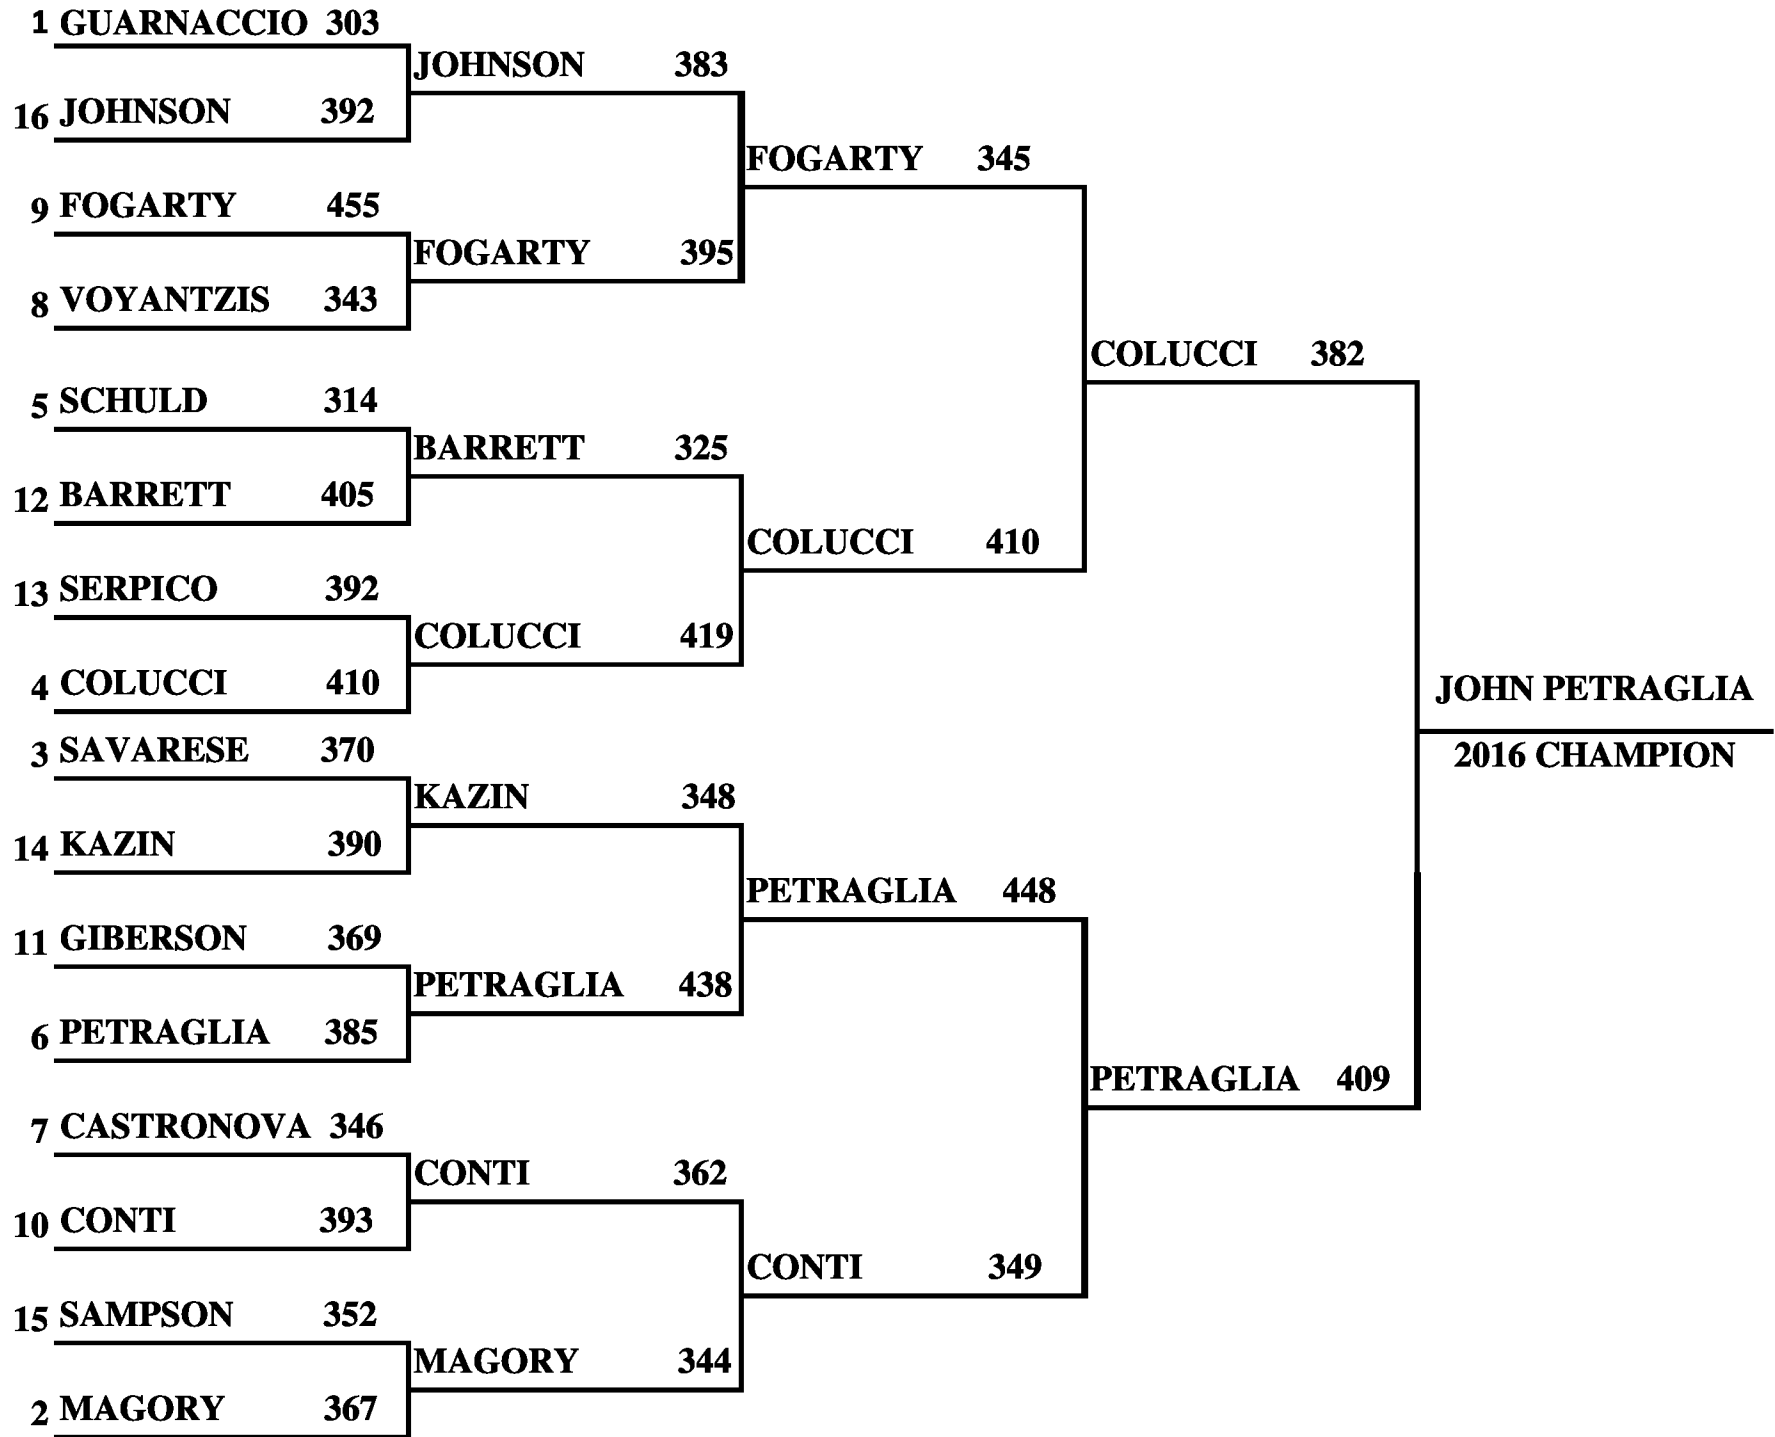 1 GUARNACCIO 303
16 JOHNSON 392
9 FOGARTY 455
8 VOYANTZIS 343
5 SCHULD 314
12 BARRETT 405
13 SERPICO 392
4 COLUCCI 410
3 SAVARESE 370
14 KAZIN 390
11 GIBERSON 369
6 PETRAGLIA 385
7 CASTRONOVA 346
10 CONTI 393
15 SAMPSON 352
2 MAGORY 367
JOHNSON 383
FOGARTY 395
BARRETT 325
COLUCCI 419
KAZIN 348
PETRAGLIA 438
CONTI 362
MAGORY 344
FOGARTY 345
COLUCCI 410
PETRAGLIA 448
CONTI 349
COLUCCI 382
PETRAGLIA 409
JOHN PETRAGLIA
2016 CHAMPION